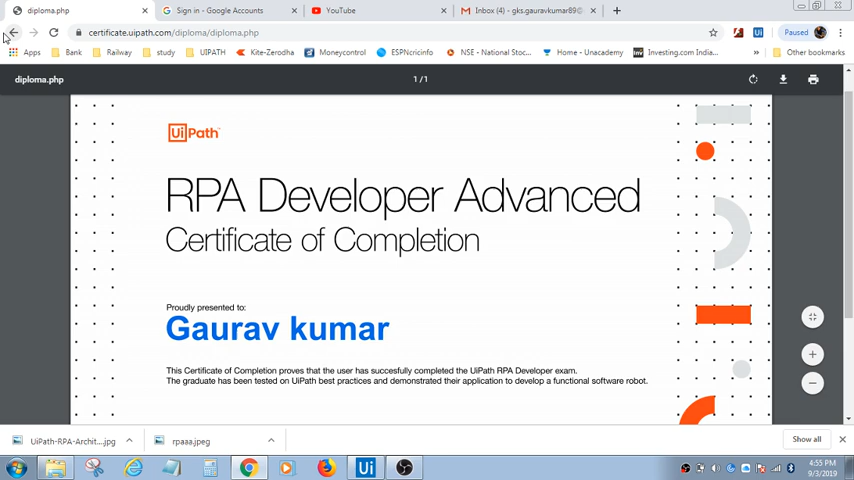 diploma.php
Sign in - Google Accounts
YouTube
Inbox (4) - gks.gauravkumar89@
certificate.uipath.com/diploma/diploma.php
Paused
Apps
Bank
Railway
study
UIPATH
Kite-Zerodha
Moneycontrol
ESPNcricinfo
NSE - National Stoc...
Home - Unacademy
Investing.com Indi...
Other bookmarks
diploma.php
1 / 1
UiPath
RPA Developer Advanced
Certificate of Completion
Proudly presented to:
Gaurav kumar
This Certificate of Completion proves that the user has succesfully completed the UiPath RPA Developer exam.
The graduate has been tested on UiPath best practices and demonstrated their application to develop a functional software robot.
UiPath-RPA-Archit....jpg
rpaaa.jpeg
Show all
Ui
4:55 PM
9/3/2019